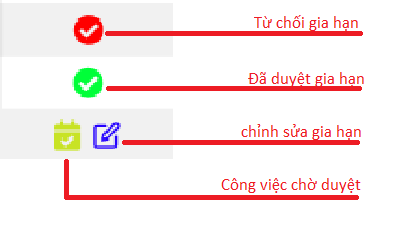 Từ chối gia hạn
Đã duyệt gia hạn
chỉnh sửa gia hạn
Công việc chờ duyệt